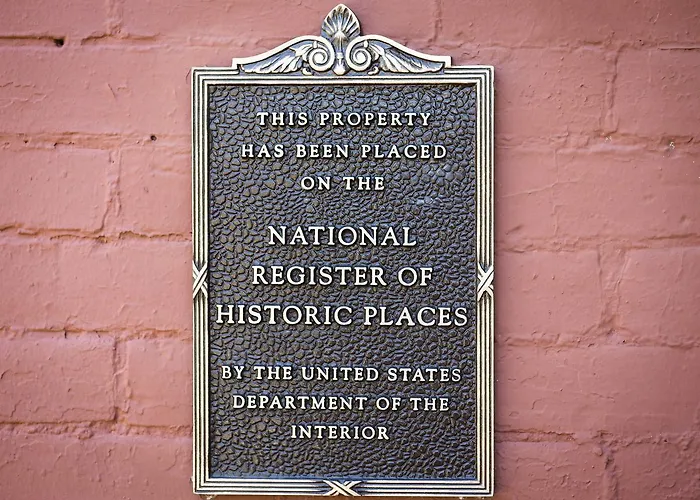 THIS PROPERTY
HAS BEEN PLACED
ON THE
NATIONAL
REGISTER OF
HISTORIC PLACES
BY THE UNITED STATES
DEPARTMENT OF THE
INTERIOR